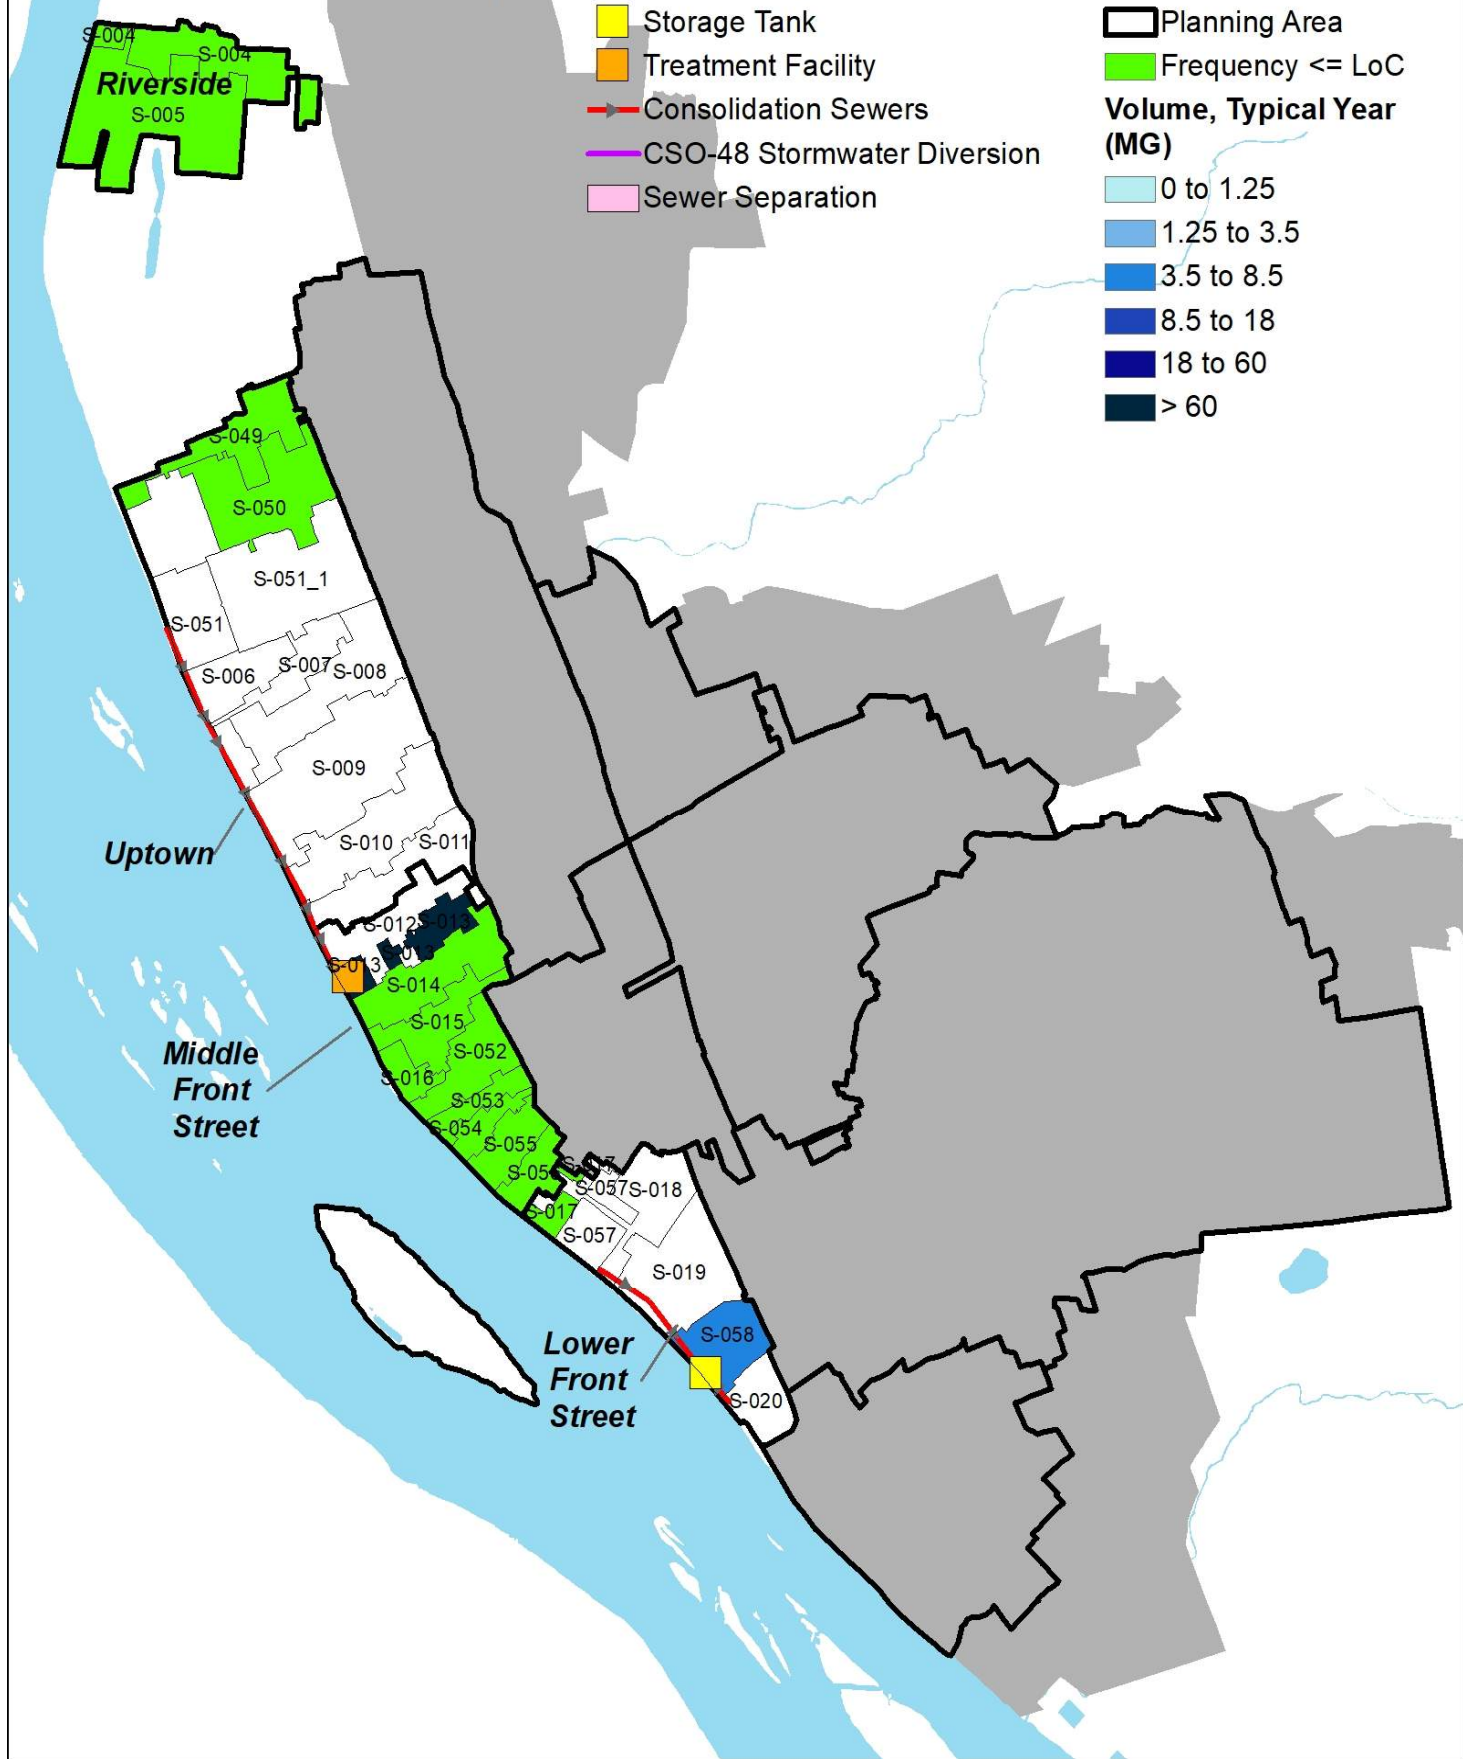 Storage Tank
Treatment Facility
Consolidation Sewers
CSO-48 Stormwater Diversion
Sewer Separation
Planning Area
Frequency <= LoC
Volume, Typical Year
(MG)
0 to 1.25
1.25 to 3.5
3.5 to 8.5
8.5 to 18
18 to 60
> 60
S-004
S-004
Riverside
S-005
S-049
S-050
S-051_1
S-051
S-007
S-006
S-008
S-009
Uptown
S-010
S-011
S-012
S-013
S-013
S-013
S-014
S-015
Middle
Front
Street
S-052
S-016
S-053
S-054
S-055
S-017
S-057
S-018
S-017
S-057
S-019
Lower
Front
Street
S-058
S-020